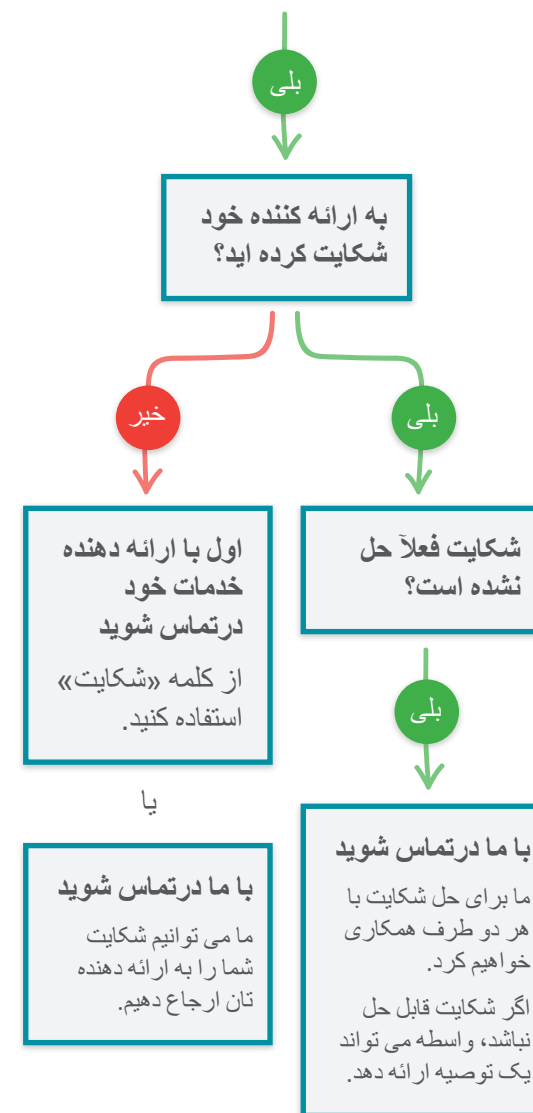 بلی
به ارائه کننده خود
شکایت کرده اید؟
بلی
شکایت فعلاً حل
نشده است؟
بلی
با ما درتماس شوید
ما برای حل شکایت با
هر دو طرف همکاری
خواهیم کرد.
اگر شکایت قابل حل
نباشد، واسطه می تواند
یک توصیه ارائه دهد.
خیر
اول با ارائه دهنده
خدمات خود
درتماس شوید
از کلمه «شکایت»
استفاده کنید.
یا
با ما درتماس شوید
ما می توانیم شکایت
شما را به ارائه دهنده
تان ارجاع دهیم.